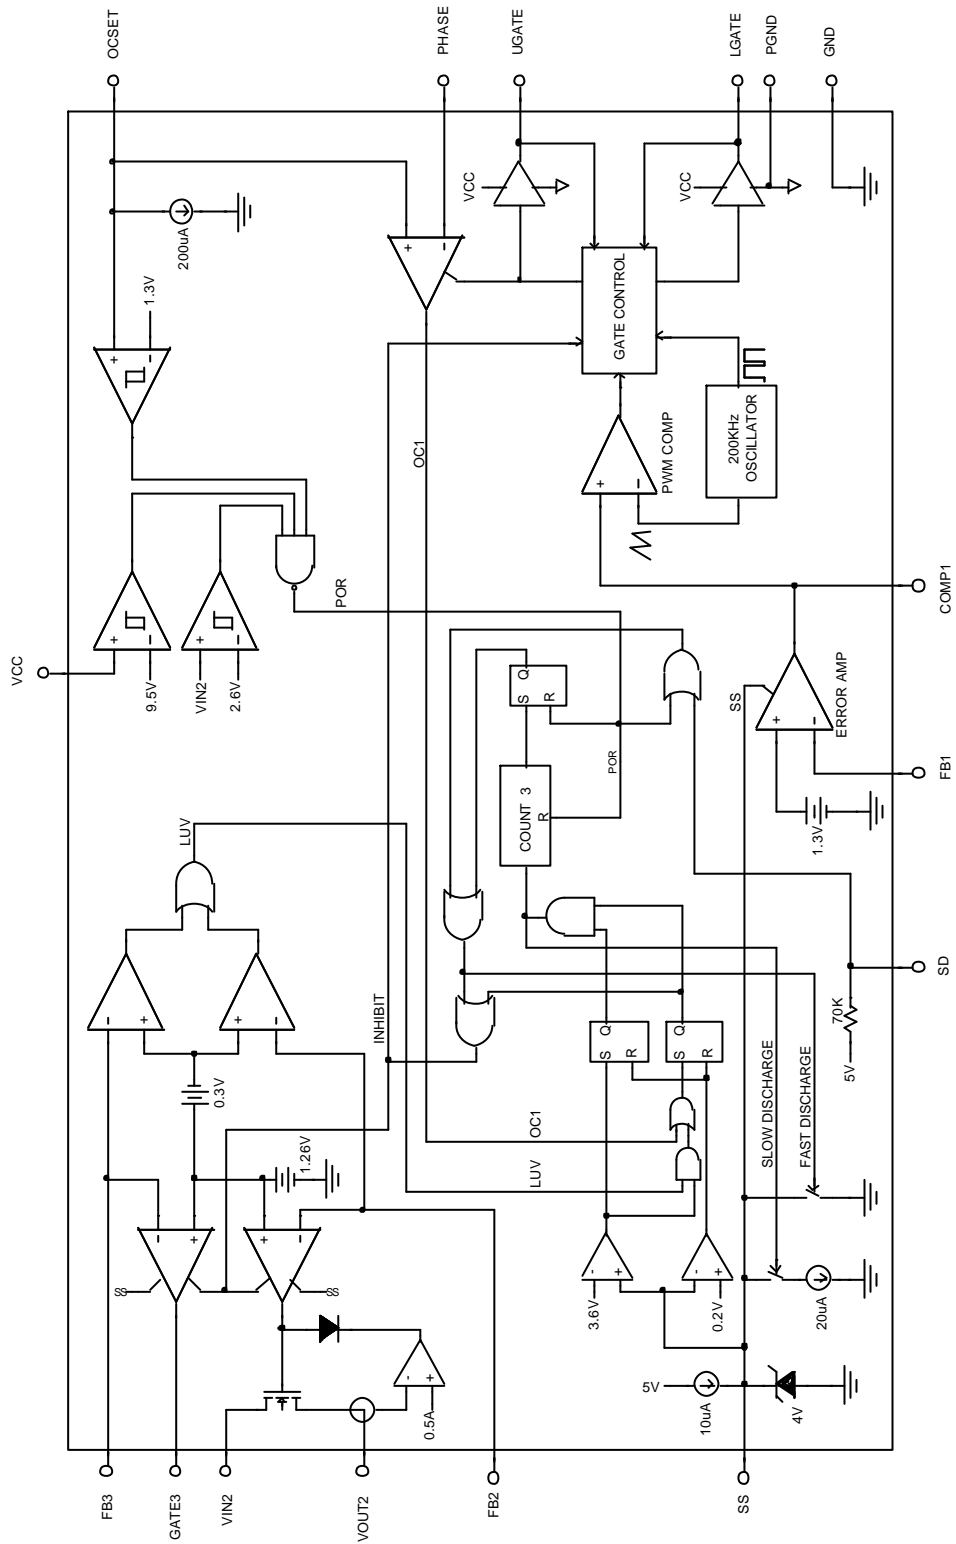 OCSET
PHASE
UGATE
LGATE
PGND
GND
VCC
VCC
200uA
1.3V
+
−
+
−
GATE CONTROL
OC1
PWM COMP
+
−
200KHz
OSCILLATOR
VCC
+
−
9.5V
+
−
VIN2
2.6V
POR
COMP1
SS
+
−
ERROR AMP
FB1
1.3V
S
Q
R
POR
COUNT 3
R
LUV
−
+
+
−
0.3V
INHIBIT
1.26V
SD
70K
5V
S
Q
R
S
Q
R
OC1
LUV
SLOW DISCHARGE
FAST DISCHARGE
−
+
+
−
SS
SS
3.6V
-
+
-
+
0.2V
20uA
5V
10uA
4V
-
+
0.5A
FB3
GATE3
VIN2
VOUT2
FB2
SS